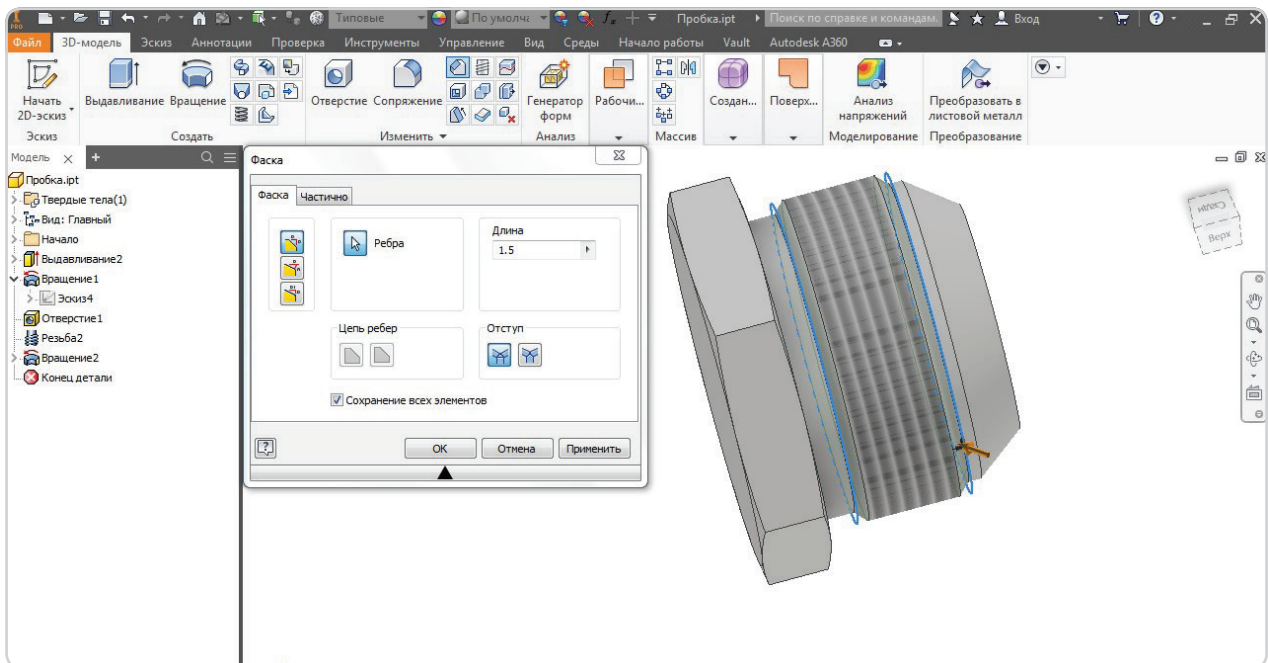 PRO
Типовые
По умолча
Пробка.ipt
Поиск по справке и командам.
Вход
Файл 3D-модель Эскиз Аннотации Проверка Инструменты Управление Вид Среды Начало работы Vault Autodesk A360
Начать 2D-эскиз
Выдавливание Вращение
Отверстие Сопряжение
Генератор форм
Рабочи...
Создан...
Поверх...
Анализ напряжений
Преобразовать в листовой металл
Эскиз Создать Изменить Анализ Массив Моделирование Преобразование
Модель
Пробка.ipt
Твердые тела(1)
Вид: Главный
Начало
Выдавливание2
Вращение1
Эскиз4
Отверстие1
Резьба2
Вращение2
Конец детали
Фаска
Фаска Частично
Ребра
Длина
1.5
Цепь ребер
Отступ
Сохранение всех элементов
ОК Отмена Применить
Сзади
Верх